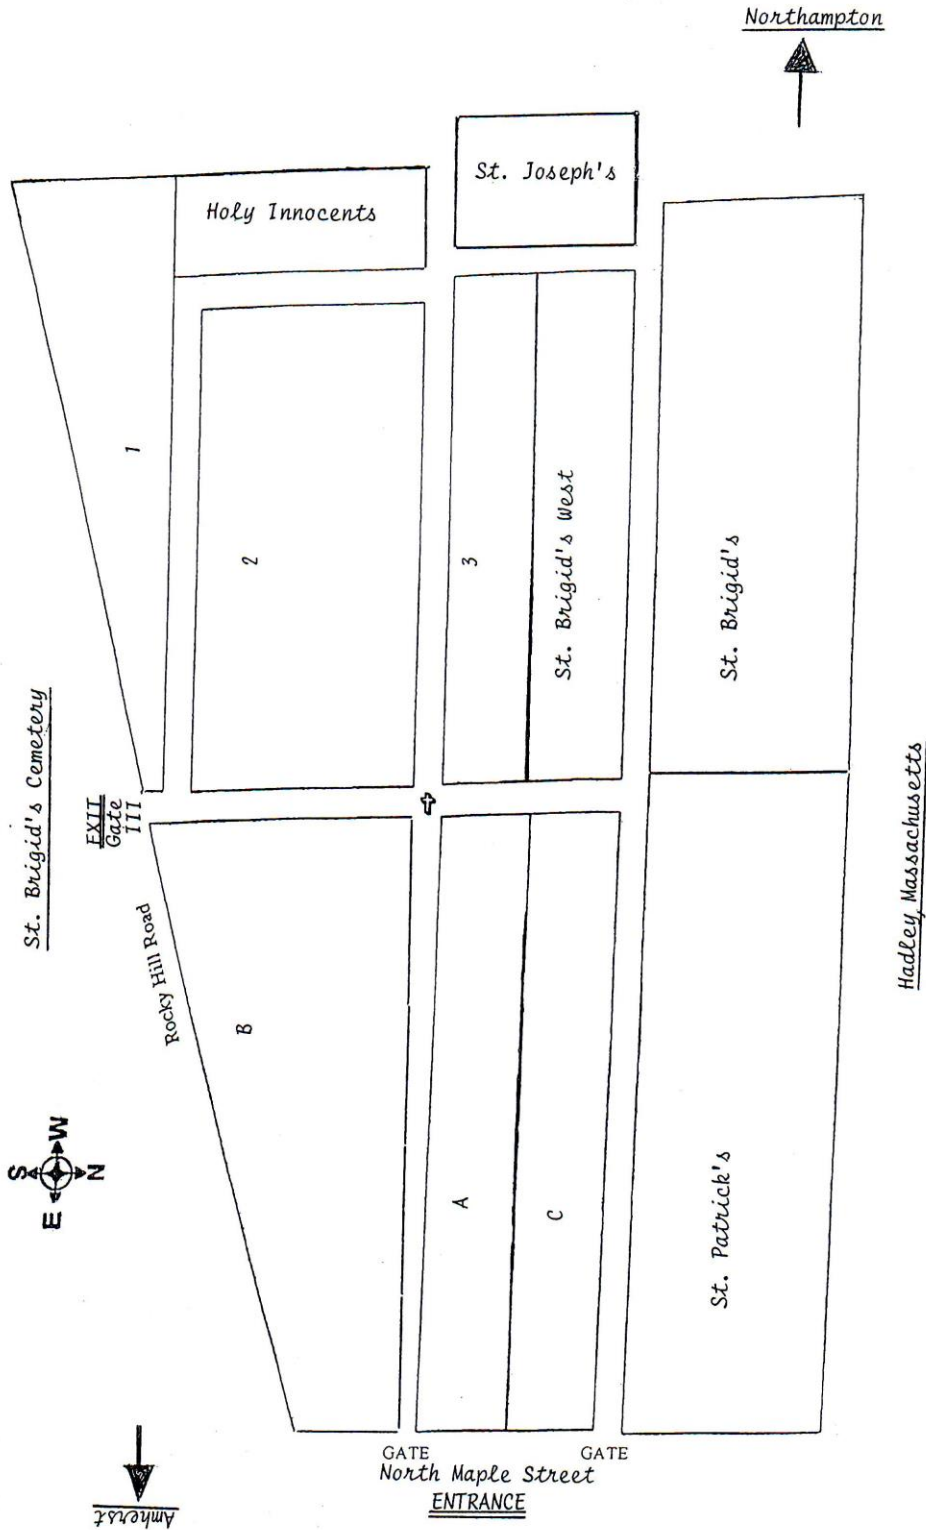 Northampton
St. Joseph's
Holy Innocents
1
2
3
St. Brigid's West
St. Brigid's
St. Brigid's Cemetery
EXIT
Gate
III
Rocky Hill Road
B
S
E
W
N
A
C
St. Patrick's
Hadley, Massachusetts
GATE
GATE
North Maple Street
ENTRANCE
Amherst